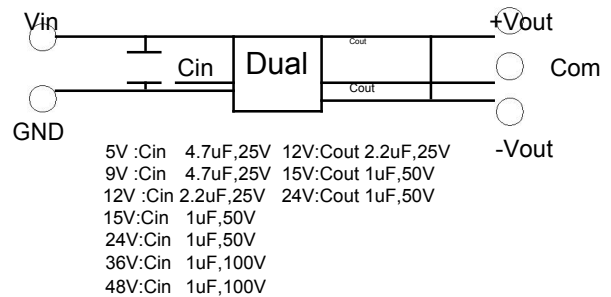 Vin +Vout
Cout
Cin Dual Com
Cout
GND
-Vout
5V :Cin 4.7uF,25V 12V:Cout 2.2uF,25V
9V :Cin 4.7uF,25V 15V:Cout 1uF,50V
12V :Cin 2.2uF,25V 24V:Cout 1uF,50V
15V:Cin 1uF,50V
24V:Cin 1uF,50V
36V:Cin 1uF,100V
48V:Cin 1uF,100V